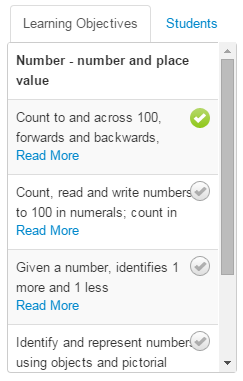 Learning Objectives
Students
Number - number and place
value
Count to and across 100,
forwards and backwards,
Read More
Count, read and write numbers
to 100 in numerals; count in
Read More
Given a number, identifies 1
more and 1 less
Read More
Identify and represent numbers
using objects and pictorial